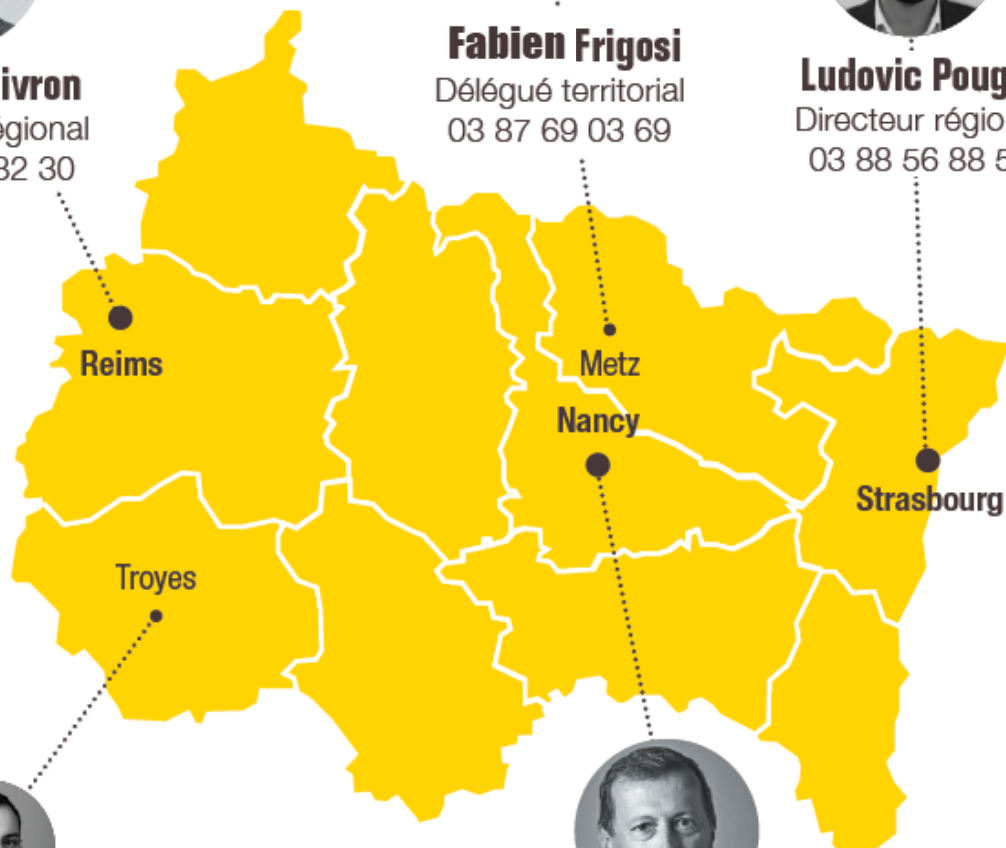 ivron
égional
32 30
Fabien Frigosi
Délégué territorial
03 87 69 03 69
Ludovic Poug
Directeur régio
03 88 56 88 5
Reims
Metz
Nancy
Strasbourg
Troyes